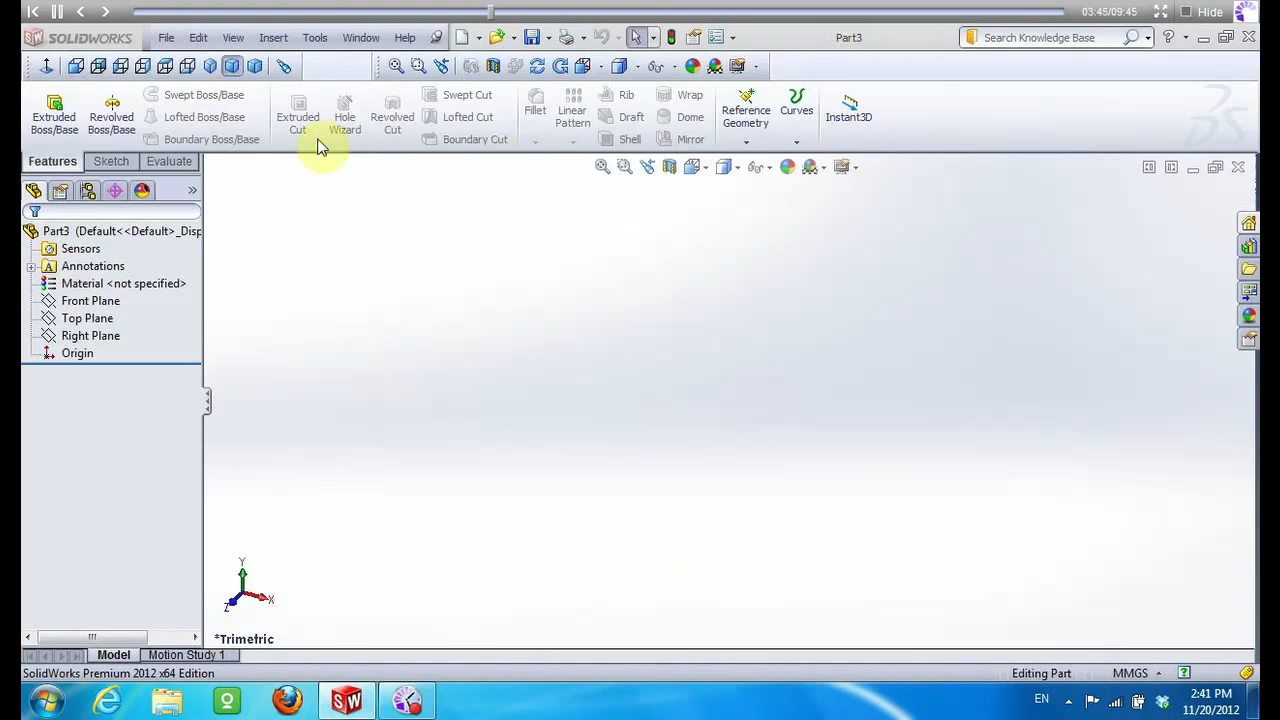 03:45/09:45
Hide
SOLIDWORKS File Edit View Insert Tools Window Help Part3 Search Knowledge Base
Extruded Boss/Base
Revolved Boss/Base
Swept Boss/Base
Lofted Boss/Base
Boundary Boss/Base
Extruded Cut
Hole Wizard
Revolved Cut
Swept Cut
Lofted Cut
Boundary Cut
Fillet
Linear Pattern
Rib
Draft
Shell
Wrap
Dome
Mirror
Reference Geometry
Curves
Instant3D
Features Sketch Evaluate
Part3 (Default<<Default>_Disp
Sensors
Annotations
Material <not specified>
Front Plane
Top Plane
Right Plane
Origin
Y
X
Z
*Trimetric
Model Motion Study 1
SolidWorks Premium 2012 x64 Edition Editing Part MMGS
EN
2:41 PM
11/20/2012